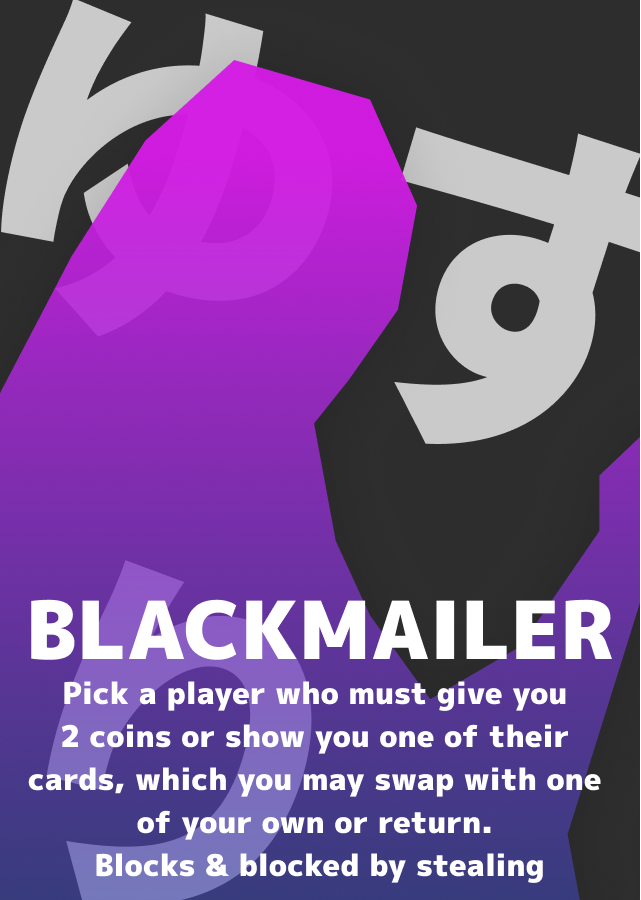 ゆす
り
BLACKMAILER
Pick a player who must give you
2 coins or show you one of their
cards, which you may swap with one
of your own or return.
Blocks & blocked by stealing